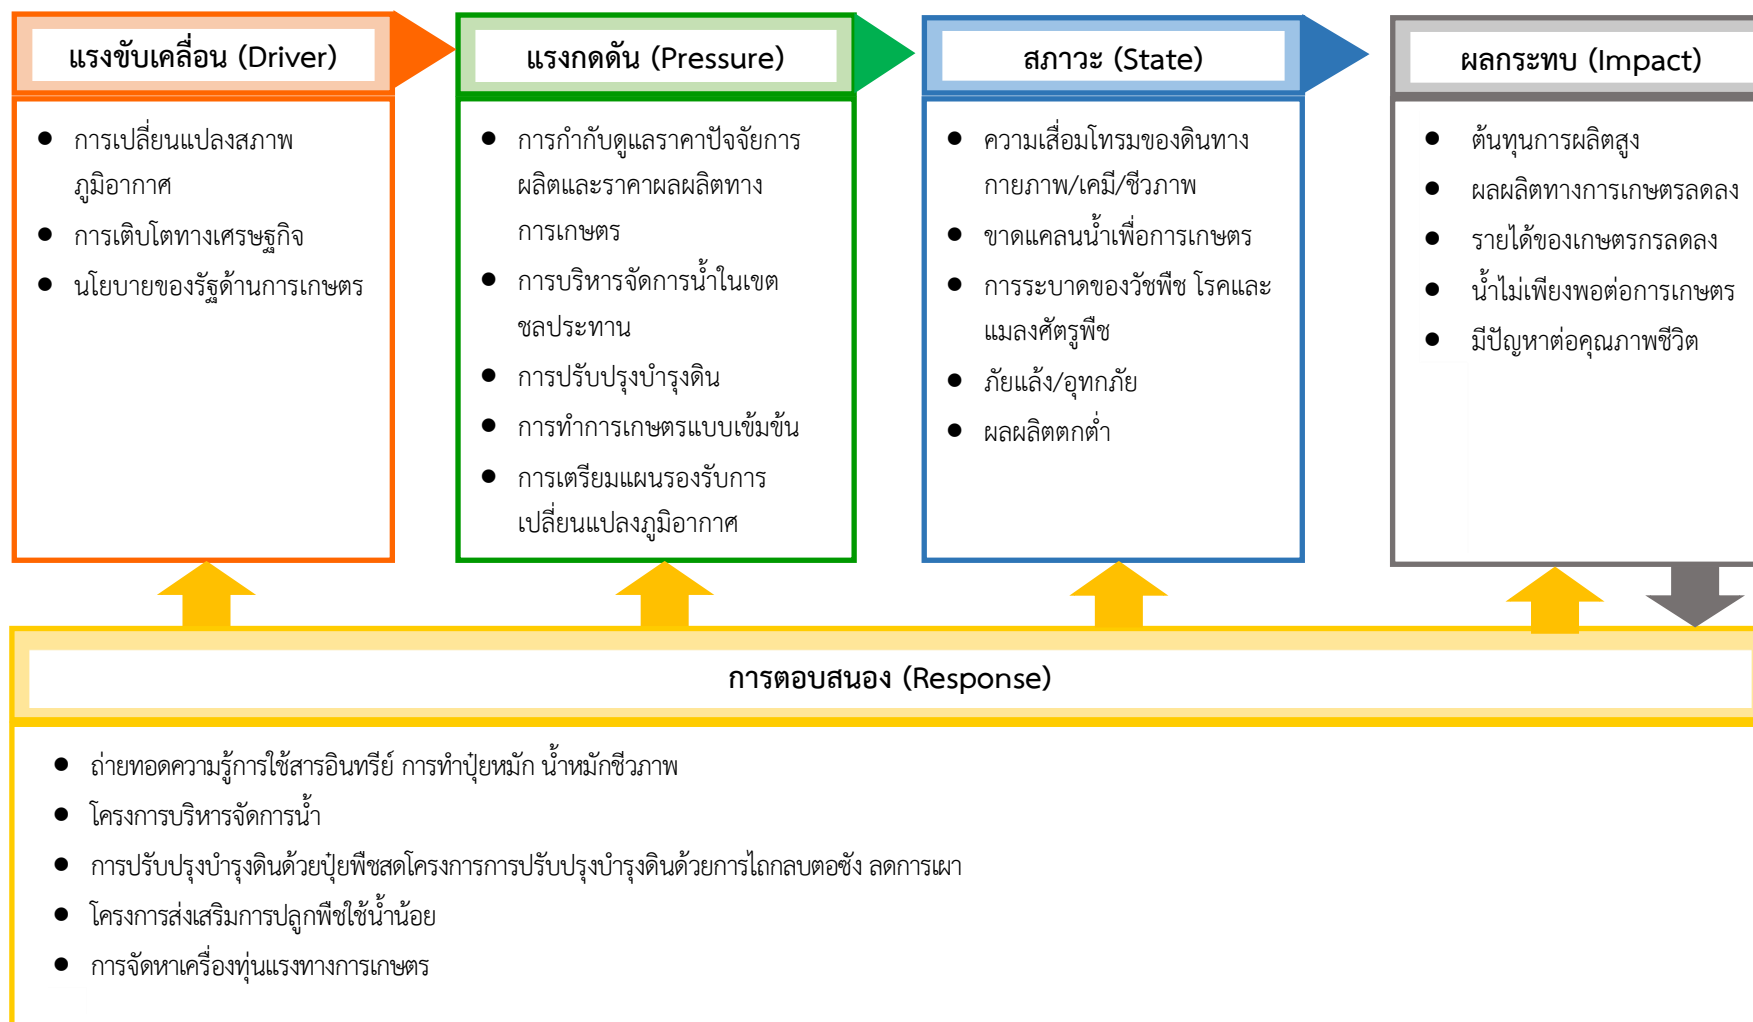 แรงขับเคลื่อน (Driver)
● การเปลี่ยนแปลงสภาพ
ภูมิอากาศ
● การเติบโตทางเศรษฐกิจ
● นโยบายของรัฐด้านการเกษตร
แรงกดดัน (Pressure)
● การกำกับดูแลราคาปัจจัยการ
ผลิตและราคาผลผลิตทาง
การเกษตร
● การบริหารจัดการน้ำในเขต
ชลประทาน
● การปรับปรุงบำรุงดิน
● การทำการเกษตรแบบเข้มข้น
● การเตรียมแผนรองรับการ
เปลี่ยนแปลงภูมิอากาศ
สภาวะ (State)
● ความเสื่อมโทรมของดินทาง
กายภาพ/เคมี/ชีวภาพ
● ขาดแคลนน้ำเพื่อการเกษตร
● การระบาดของวัชพืช โรคและ
แมลงศัตรูพืช
● ภัยแล้ง/อุทกภัย
● ผลผลิตตกต่ำ
ผลกระทบ (Impact)
● ต้นทุนการผลิตสูง
● ผลผลิตทางการเกษตรลดลง
● รายได้ของเกษตรกรลดลง
● น้ำไม่เพียงพอต่อการเกษตร
● มีปัญหาต่อคุณภาพชีวิต
การตอบสนอง (Response)
● ถ่ายทอดความรู้การใช้สารอินทรีย์ การทำปุ๋ยหมัก น้ำหมักชีวภาพ
● โครงการบริหารจัดการน้ำ
● การปรับปรุงบำรุงดินด้วยปุ๋ยพืชสดโครงการการปรับปรุงบำรุงดินด้วยการไถกลบตอซัง ลดการเผา
● โครงการส่งเสริมการปลูกพืชใช้น้ำน้อย
● การจัดหาเครื่องทุ่นแรงทางการเกษตร